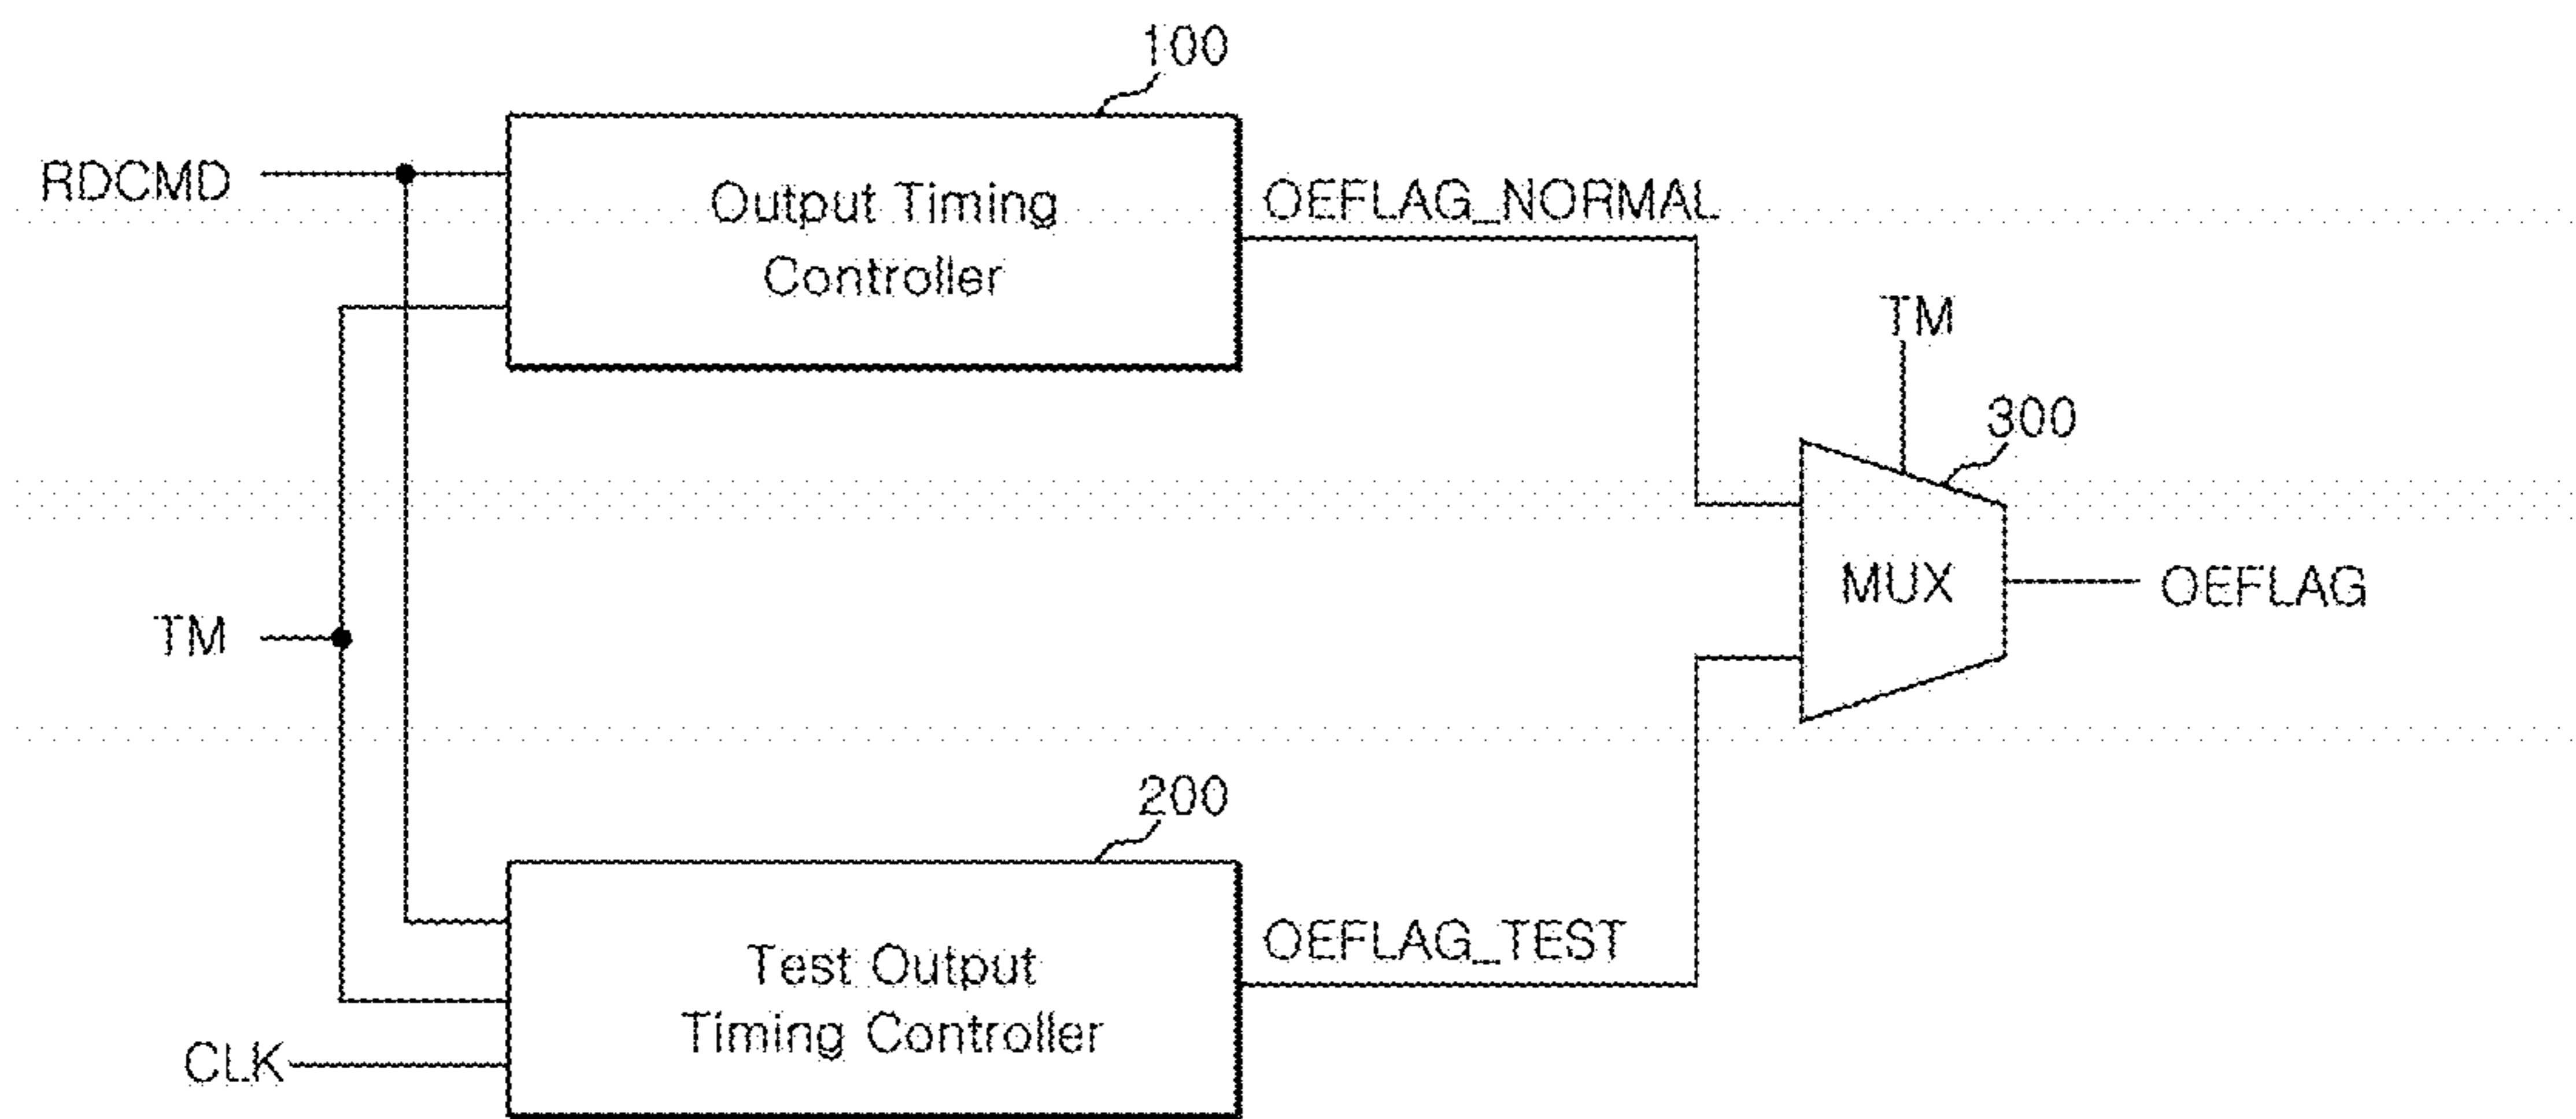 100
RDCMD
Output Timing
Controller
OEFLAG_NORMAL
TM
300
MUX
OEFLAG
TM
200
Test Output
Timing Controller
OEFLAG_TEST
CLK